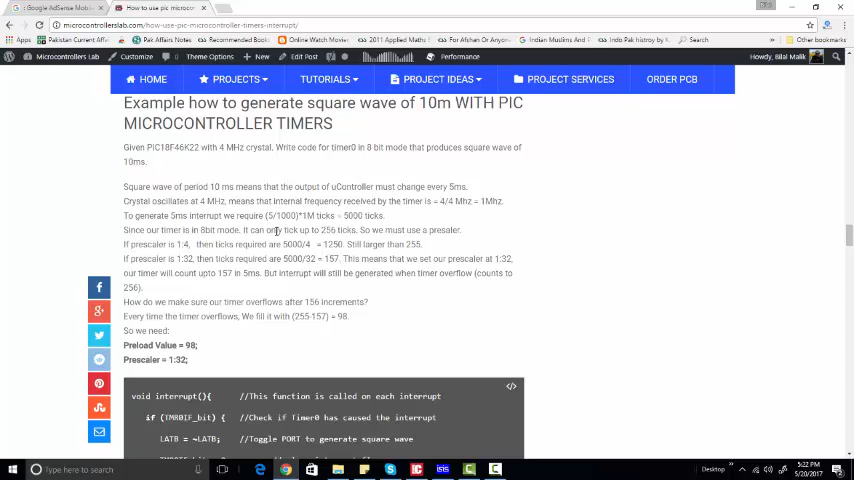 Google AdSense Mobile
How to use pic microco
microcontrollerslab.com/how-use-pic-microcontroller-timers-interrupt/
Apps
Pakistan Current Affai
Pak Affairs Notes
Recommended Books
Online Movie Worldw
2011 Affairs
For Afghan Or Anyon
Indian Muslims And T
Indo Pak histroy by K
Search
Microcontrollers Lab
Customize
17
Theme Options
New
Edit Post
Performance
Howdy, Bilal Malik
HOME
PROJECTS
TUTORIALS
PROJECT IDEAS
PROJECT SERVICES
ORDER PCB
Example how to generate square wave of 10m WITH PIC
MICROCONTROLLER TIMERS
Given PIC18F46K22 with 4 MHz crystal. Write code for timer0 in 8 bit mode that produces square wave of
10ms.
Square wave of period 10 ms means that the output of uController must change every 5ms.
Crystal oscillates at 4 MHz, means that internal frequency received by the timer is = 4/4 Mhz = 1Mhz.
To generate 5ms interrupt we require (5/1000)*1M ticks = 5000 ticks.
Since our timer is in 8bit mode. It can only tick up to 256 ticks. So we must use a presaler.
If prescaler is 1:4, then ticks required are 5000/4 = 1250. Still larger than 255.
If prescaler is 1:32, then ticks required are 5000/32 = 157. This means that we set our prescaler at 1:32,
our timer will count upto 157 in 5ms. But interrupt will still be generated when timer overflow (counts to
256).
How do we make sure our timer overflows after 156 increments?
Every time the timer overflows, We fill it with (255-157) = 98.
So we need:
Preload Value = 98;
Prescaler = 1:32;
void interrupt(){ //This function is called on each interrupt
if (TMR0IF_bit) { //Check if Timer0 has caused the interrupt
LATB = ~LATB; //Toggle PORT to generate square wave
Type here to search
Desktop
5:22 PM
5/20/2017